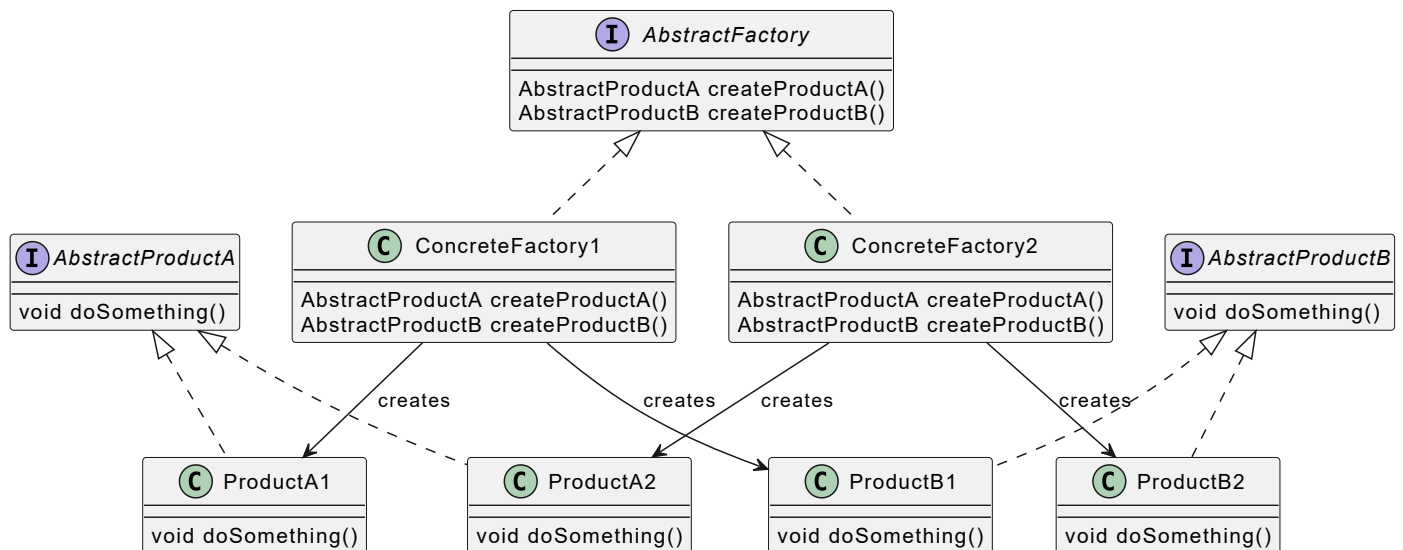 I AbstractFactory
AbstractProductA createProductA()
AbstractProductB createProductB()
I AbstractProductA
void doSomething()
C ConcreteFactory1
AbstractProductA createProductA()
AbstractProductB createProductB()
C ConcreteFactory2
AbstractProductA createProductA()
AbstractProductB createProductB()
I AbstractProductB
void doSomething()
creates
creates
creates
creates
C ProductA1
void doSomething()
C ProductA2
void doSomething()
C ProductB1
void doSomething()
C ProductB2
void doSomething()